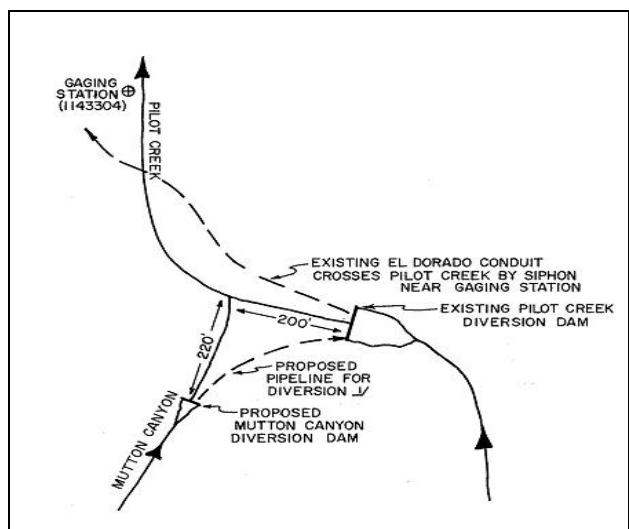 GAGING
STATION
(1143304)
PILOT CREEK
EXISTING EL DORADO CONDUIT
CROSSES PILOT CREEK BY SIPHON
NEAR GAGING STATION
EXISTING PILOT CREEK
DIVERSION DAM
200'
220'
PROPOSED
PIPELINE FOR
DIVERSION 1/
PROPOSED
MUTTON CANYON
DIVERSION DAM
MUTTON CANYON